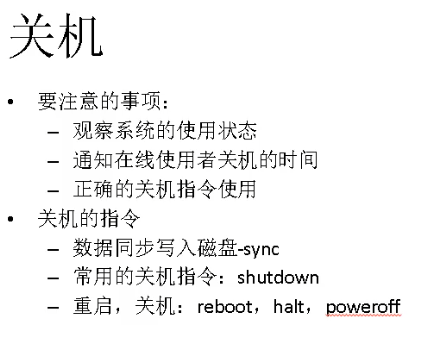 关机
• 要注意的事项：
– 观察系统的使用状态
– 通知在线使用者关机的时间
– 正确的关机指令使用
• 关机的指令
– 数据同步写入磁盘-sync
– 常用的关机指令：shutdown
– 重启，关机：reboot，halt，poweroff